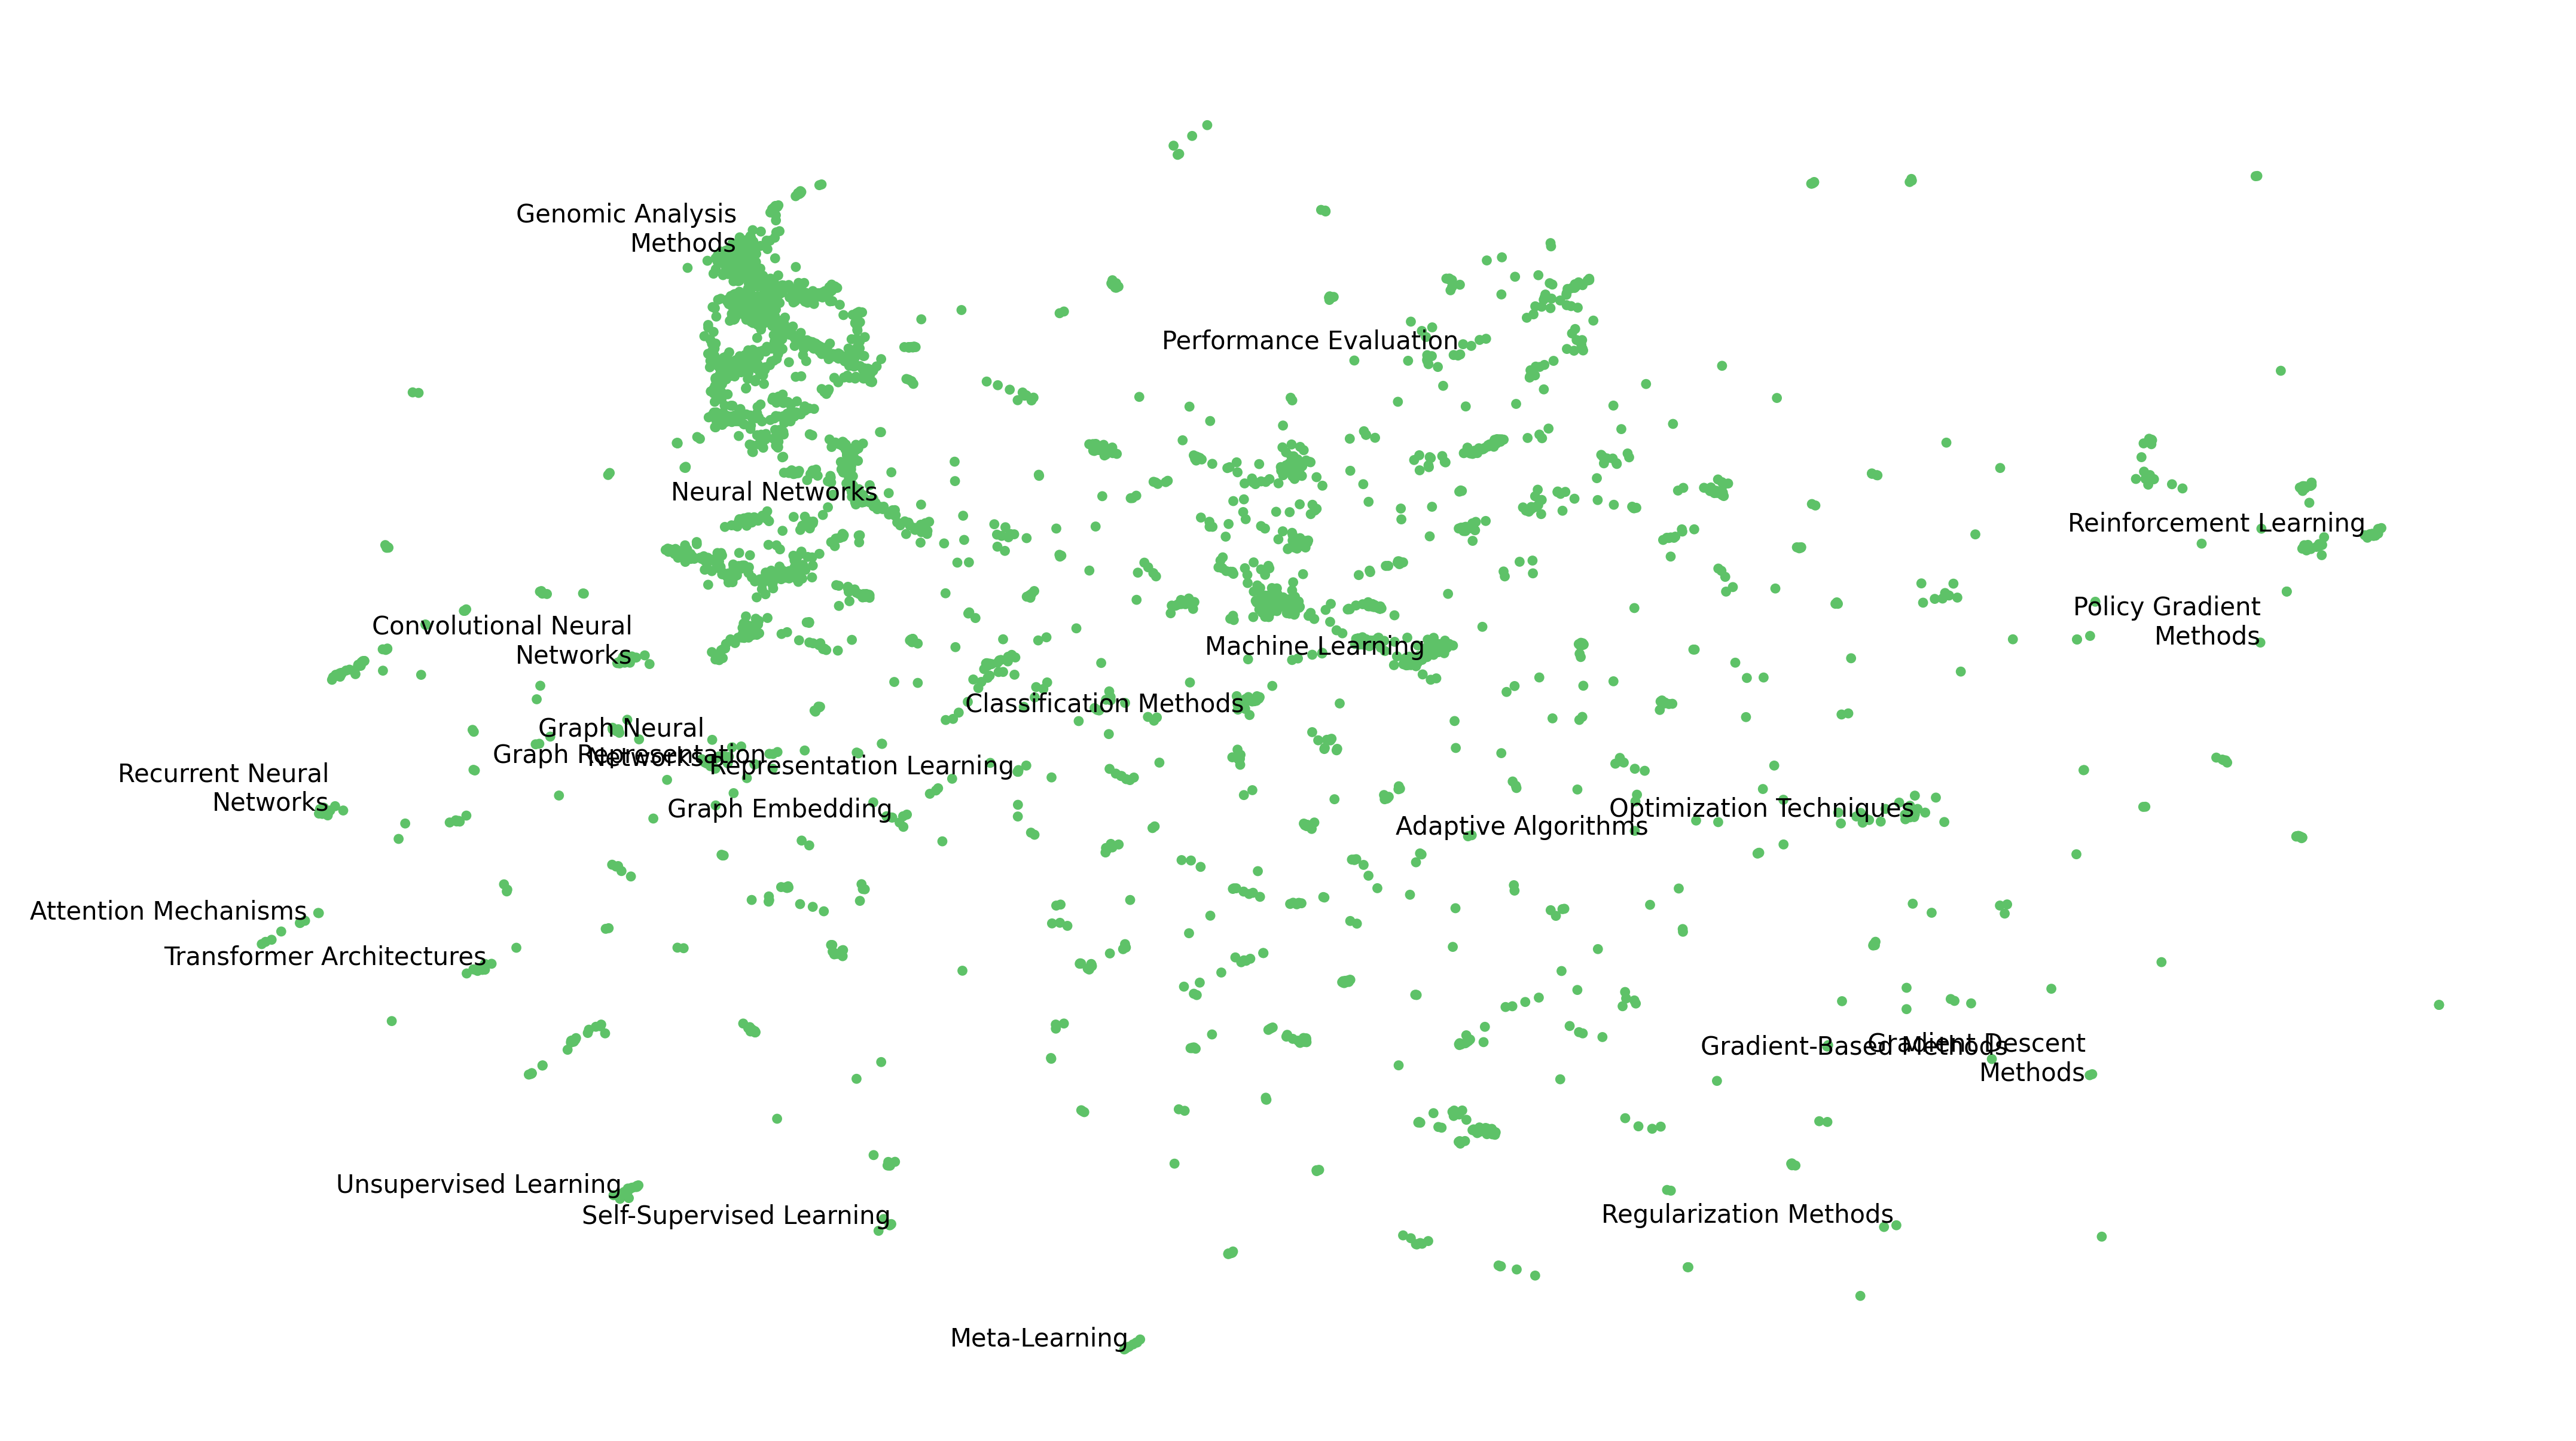 Genomic Analysis
Methods
Performance Evaluation
Neural Networks
Reinforcement Learning
Policy Gradient
Methods
Convolutional Neural
Networks
Machine Learning
Classification Methods
Graph Neural
Networks
Graph Representation
Representation Learning
Recurrent Neural
Networks
Graph Embedding
Optimization Techniques
Adaptive Algorithms
Attention Mechanisms
Transformer Architectures
Gradient-Based Methods
Gradient Descent
Methods
Unsupervised Learning
Self-Supervised Learning
Regularization Methods
Meta-Learning